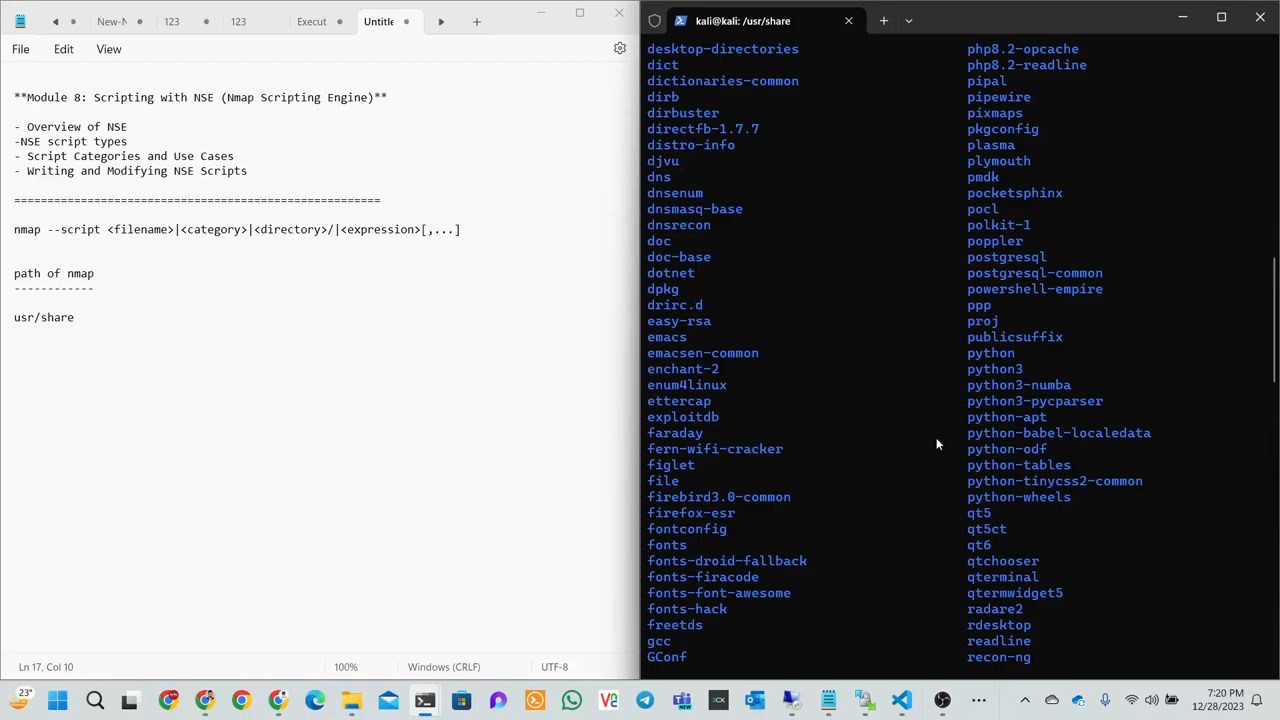 New-N
123
123
Execut
Untitle
File
Edit
View
**Module 8: Scripting with NSE (Nmap Scripting Engine)**
- Overview of NSE
-NSE script types
- Script Categories and Use Cases
- Writing and Modifying NSE Scripts
=======================================================
nmap --script <filename>|<category>|<directory>/|<expression>[,...]
path of nmap
------------
usr/share
Ln 17, Col 10
100%
Windows (CRLF)
UTF-8
kali@kali: /usr/share
desktop-directories
dict
dictionaries-common
dirb
dirbuster
directfb-1.7.7
distro-info
djvu
dns
dnsenum
dnsmasq-base
dnsrecon
doc
doc-base
dotnet
dpkg
drirc.d
easy-rsa
emacs
emacsen-common
enchant-2
enum4linux
ettercap
exploitdb
faraday
fern-wifi-cracker
figlet
file
firebird3.0-common
firefox-esr
fontconfig
fonts
fonts-droid-fallback
fonts-firacode
fonts-font-awesome
fonts-hack
freetds
gcc
GConf
php8.2-opcache
php8.2-readline
pipal
pipewire
pixmaps
pkgconfig
plasma
plymouth
pmdk
pocketsphinx
pocl
polkit-1
poppler
postgresql
postgresql-common
powershell-empire
ppp
proj
publicsuffix
python
python3
python3-numba
python3-pycparser
python-apt
python-babel-localedata
python-odf
python-tables
python-tinycss2-common
python-wheels
qt5
qt5ct
qt6
qtchooser
qterminal
qtermwidget5
radare2
rdesktop
readline
recon-ng
23°
7:20 PM
12/28/2023